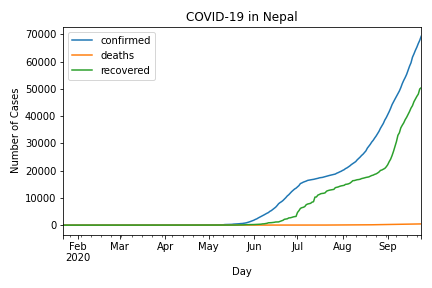 COVID-19 in Nepal
confirmed
deaths
recovered
Number of Cases
70000
60000
50000
40000
30000
20000
10000
0
Feb Mar Apr May Jun Jul Aug Sep
2020
Day